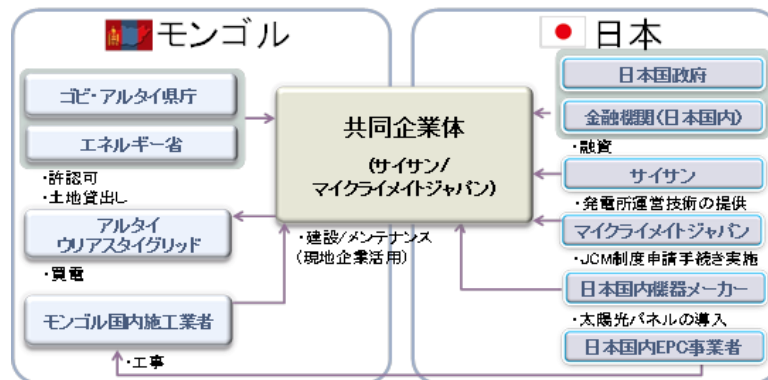 モンゴル
ゴビ・アルタイ県庁
エネルギー省
・許認可
・土地貸出し
アルタイ
ウリアスタイグリッド
・買電
モンゴル国内施工業者
・工事
共同企業体
(サイサン/
マイクライメイトジャパン)
・建設/メンテナンス
(現地企業活用)
日本
日本国政府
金融機関(日本国内)
・融資
サイサン
・発電所運営技術の提供
マイクライメイトジャパン
・JCM制度申請手続き実施
日本国内機器メーカー
・太陽光パネルの導入
日本国内EPC事業者